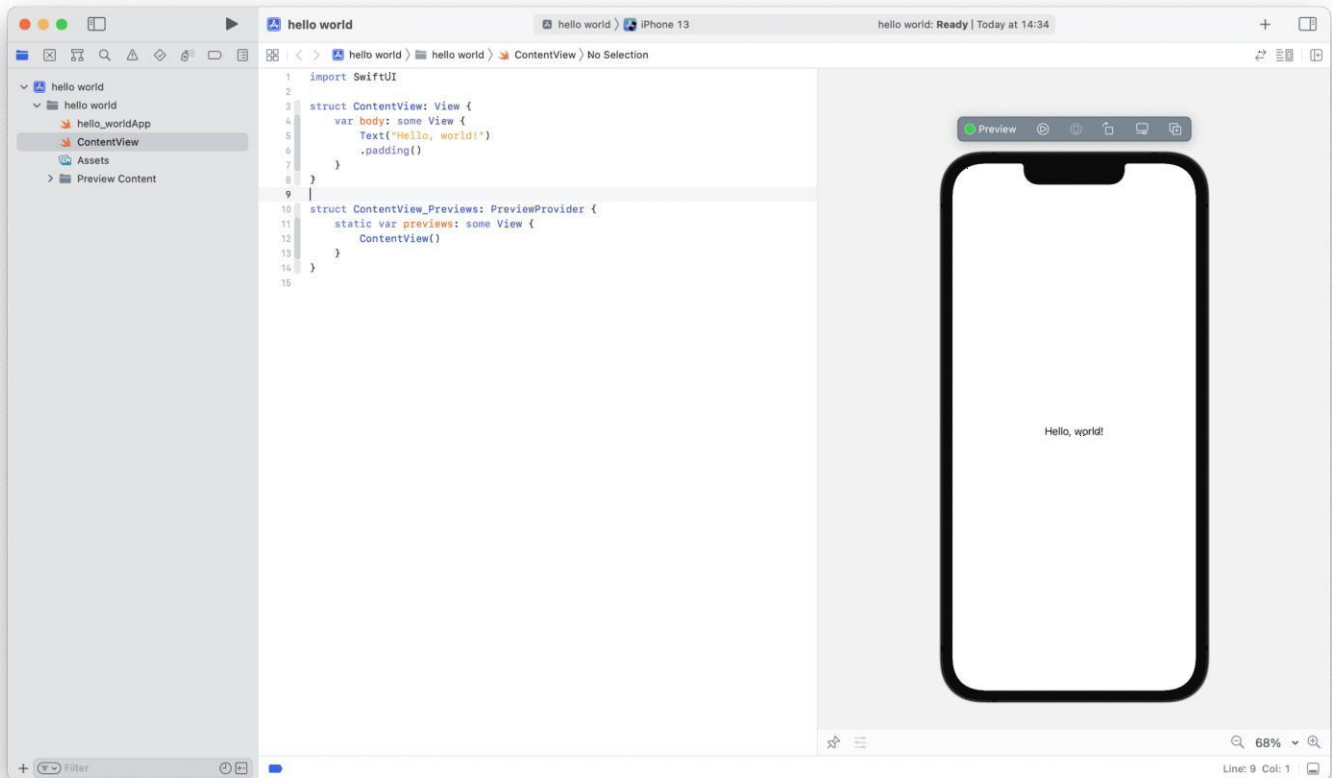 hello world
hello world 〉 iPhone 13
hello world: Ready | Today at 14:34
hello world 〉 hello world 〉 ContentView 〉 No Selection
hello world
hello world
hello_worldApp
ContentView
Assets
Preview Content
1 import SwiftUI
2
3 struct ContentView: View {
4     var body: some View {
5         Text("Hello, world!")
6         .padding()
7     }
8 }
9
10 struct ContentView_Previews: PreviewProvider {
11     static var previews: some View {
12         ContentView()
13     }
14 }
15
Preview
Hello, world!
68%
Filter
Line: 9 Col: 1